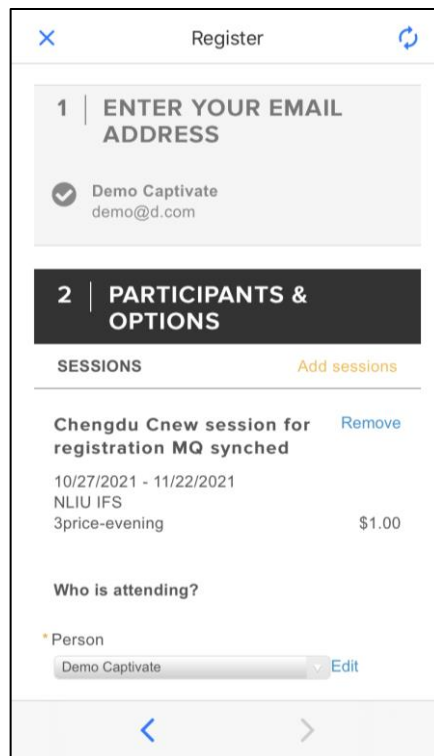 Register
1 ENTER YOUR EMAIL
ADDRESS
Demo Captivate
demo@d.com
2 PARTICIPANTS &
OPTIONS
SESSIONS Add sessions
Chengdu Cnew session for Remove
registration MQ synched
10/27/2021 - 11/22/2021
NLIU IFS
3price-evening $1.00
Who is attending?
*Person
Demo Captivate Edit